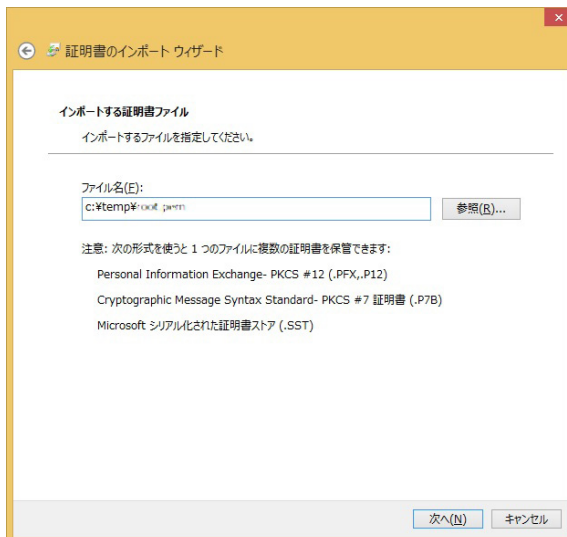 証明書のインポート ウィザード
インポートする証明書ファイル
インポートするファイルを指定してください。
ファイル名(F):
c:¥temp¥root.pem
参照(R)...
注意: 次の形式を使うと 1 つのファイルに複数の証明書を保管できます:
Personal Information Exchange- PKCS #12 (.PFX,.P12)
Cryptographic Message Syntax Standard- PKCS #7 証明書 (.P7B)
Microsoft シリアル化された証明書ストア (.SST)
次へ(N)
キャンセル